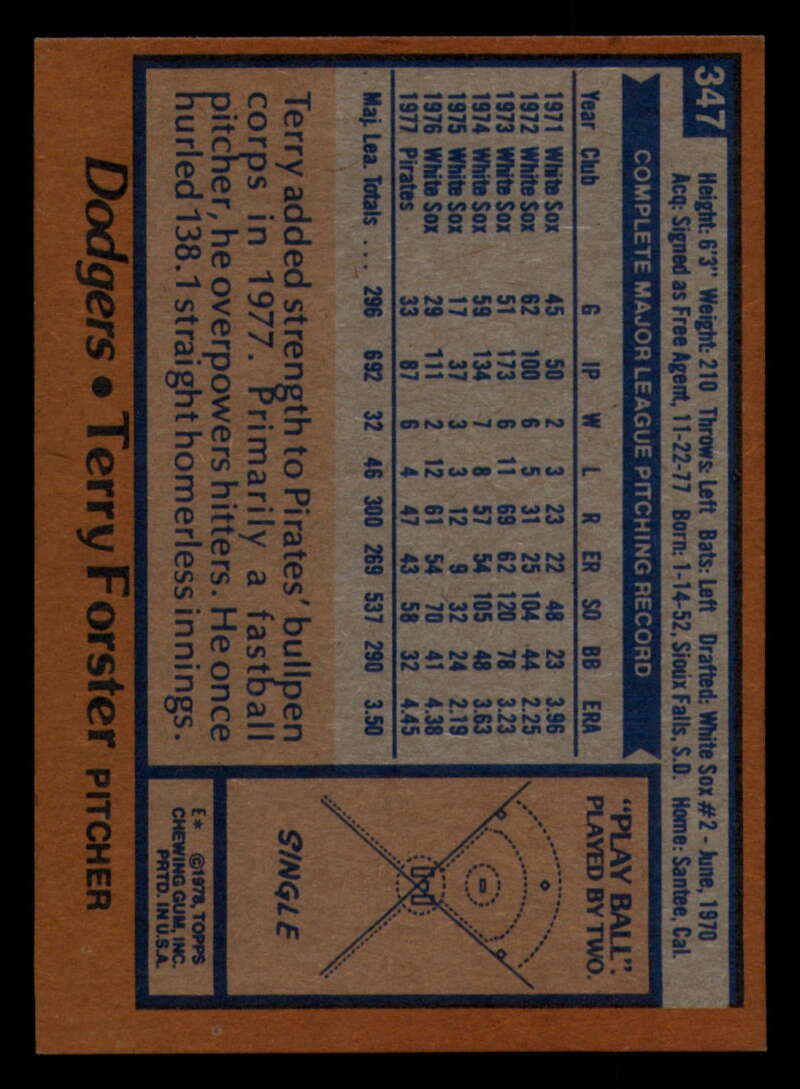 347
Height: 6'3" Weight: 210 Throws: Left Bats: Left Drafted: White Sox #2 - June, 1970
Acq: Signed as Free Agent, 11-22-77 Born: 1-14-52, Sioux Falls, S.D. Home: Santee, Cal.
COMPLETE MAJOR LEAGUE PITCHING RECORD
Year Club G IP W L R ER SO BB ERA
1971 White Sox 45 50 2 3 23 22 48 23 3.96
1972 White Sox 62 100 6 5 31 25 104 44 2.25
1973 White Sox 51 173 6 11 69 62 120 78 3.23
1974 White Sox 59 134 7 8 57 54 105 48 3.63
1975 White Sox 17 37 3 3 12 9 32 24 2.19
1976 White Sox 29 111 2 12 61 54 70 41 4.38
1977 Pirates 33 87 6 4 47 43 58 32 4.45
Maj. Lea. Totals ... 296 692 32 46 300 269 537 290 3.50
Terry added strength to Pirates' bullpen
corps in 1977. Primarily a fastball
pitcher, he overpowers hitters. He once
hurled 138.1 straight homerless innings.
"PLAY BALL".
PLAYED BY TWO.
SINGLE
E* ©1978, TOPPS
CHEWING GUM, INC.
PRTD. IN U.S.A.
Dodgers • Terry Forster PITCHER